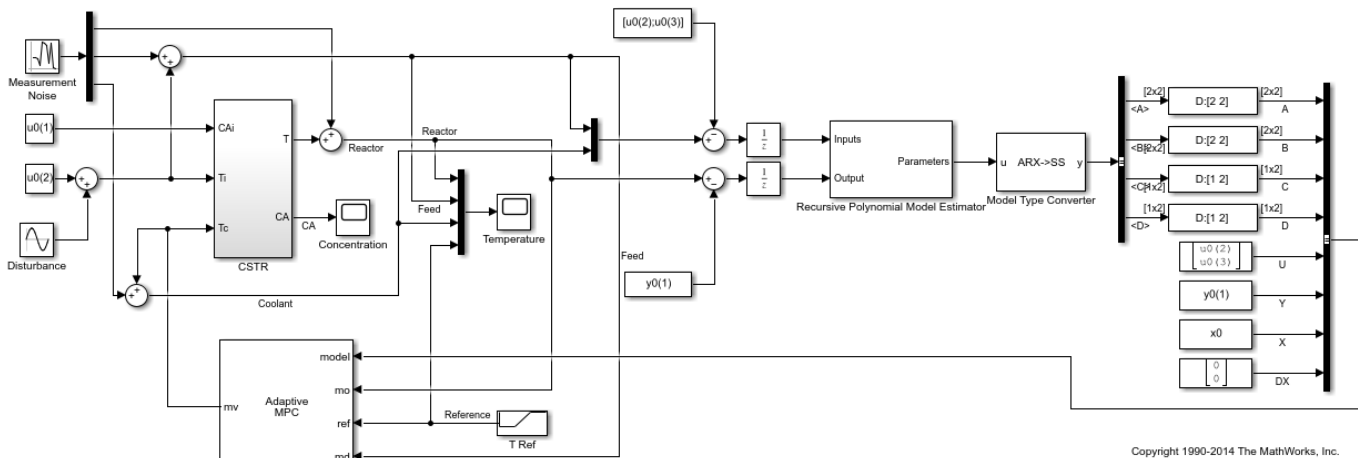 [u0(2);u0(3)]
Measurement
Noise
u0(1)
u0(2)
Disturbance
CAi
T
Ti
CA
Tc
CSTR
CA
Concentration
Reactor
Reactor
Feed
Temperature
Coolant
Feed
1
z
1
z
y0(1)
Inputs
Parameters
Output
Recursive Polynomial Model Estimator
u ARX->SS y
Model Type Converter
[2x2]
<A>
D:[2 2]
[2x2]
A
[2x2]
D:[2 2]
[2x2]
B
[1x2]
D:[1 2]
[1x2]
C
[1x2]
<D>
D:[1 2]
[1x2]
D
u0(2)
u0(3)
U
y0(1)
Y
x0
X
0
0
DX
model
mo
mv
Adaptive
MPC
ref
md
Reference
T Ref
Copyright 1990-2014 The MathWorks, Inc.